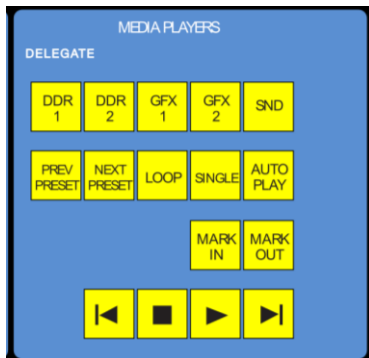 MEDIA PLAYERS
DELEGATE
DDR 1
DDR 2
GFX 1
GFX 2
SND
PREV PRESET
NEXT PRESET
LOOP
SINGLE
AUTO PLAY
MARK IN
MARK OUT